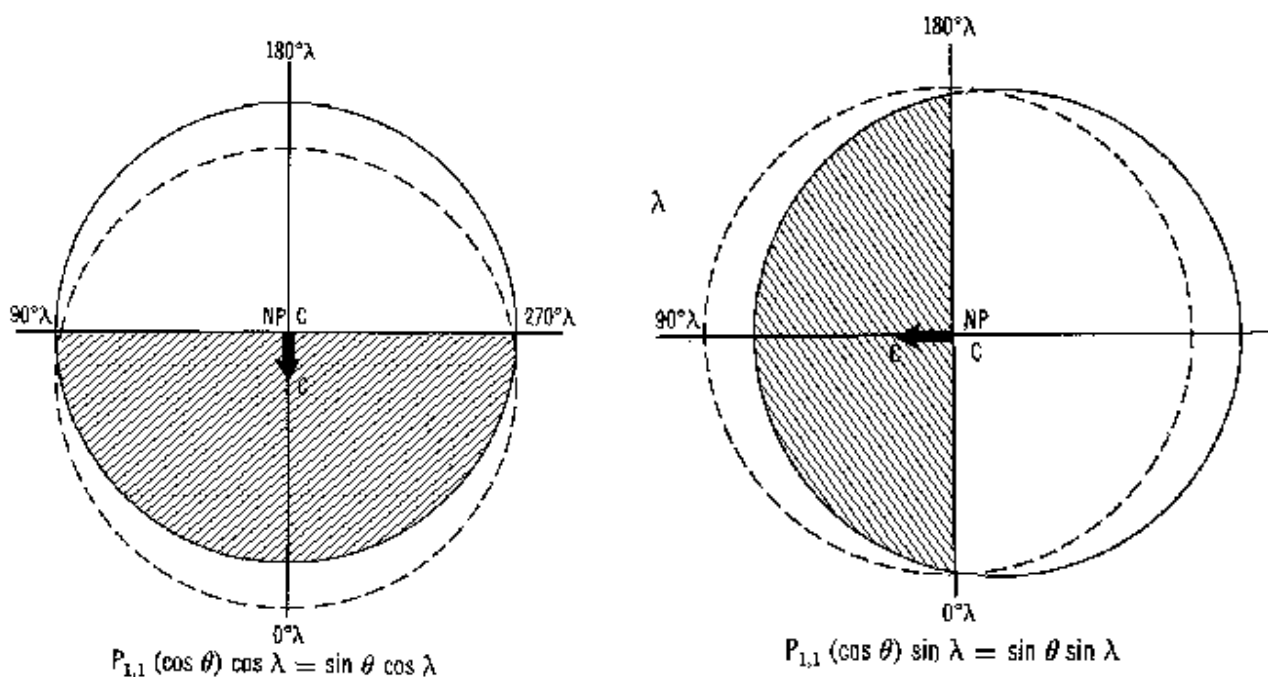 180°λ
90°λ
NP C
270°λ
C
0°λ
P₁,₁ (cos θ) cos λ = sin θ cos λ
180°λ
λ
90°λ
NP
C
C
0°λ
P₁,₁ (cos θ) sin λ = sin θ sin λ